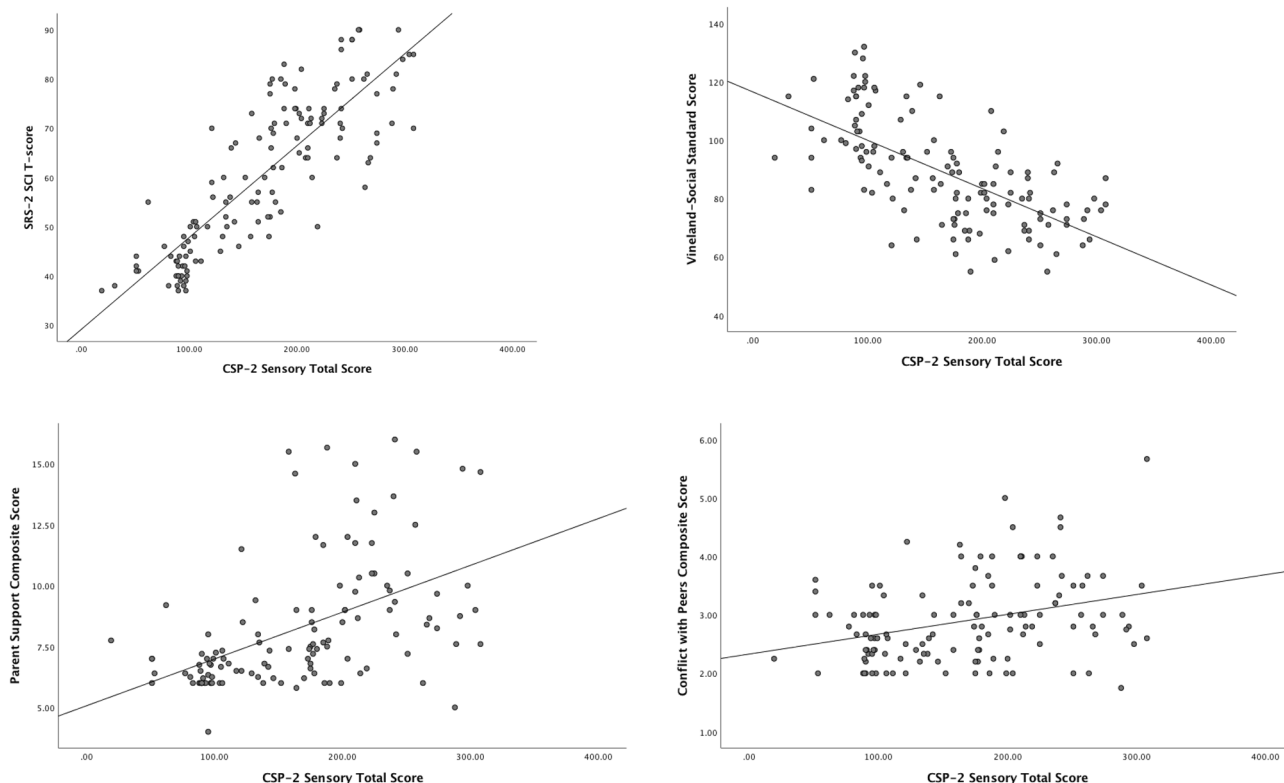 SRS-2 SCI T-score
90
80
70
60
50
40
30
.00 100.00 200.00 300.00 400.00
CSP-2 Sensory Total Score
Vineland-Social Standard Score
140
120
100
80
60
40
.00 100.00 200.00 300.00 400.00
CSP-2 Sensory Total Score
Parent Support Composite Score
15.00
12.50
10.00
7.50
5.00
.00 100.00 200.00 300.00 400.00
CSP-2 Sensory Total Score
Conflict with Peers Composite Score
6.00
5.00
4.00
3.00
2.00
1.00
.00 100.00 200.00 300.00 400.00
CSP-2 Sensory Total Score